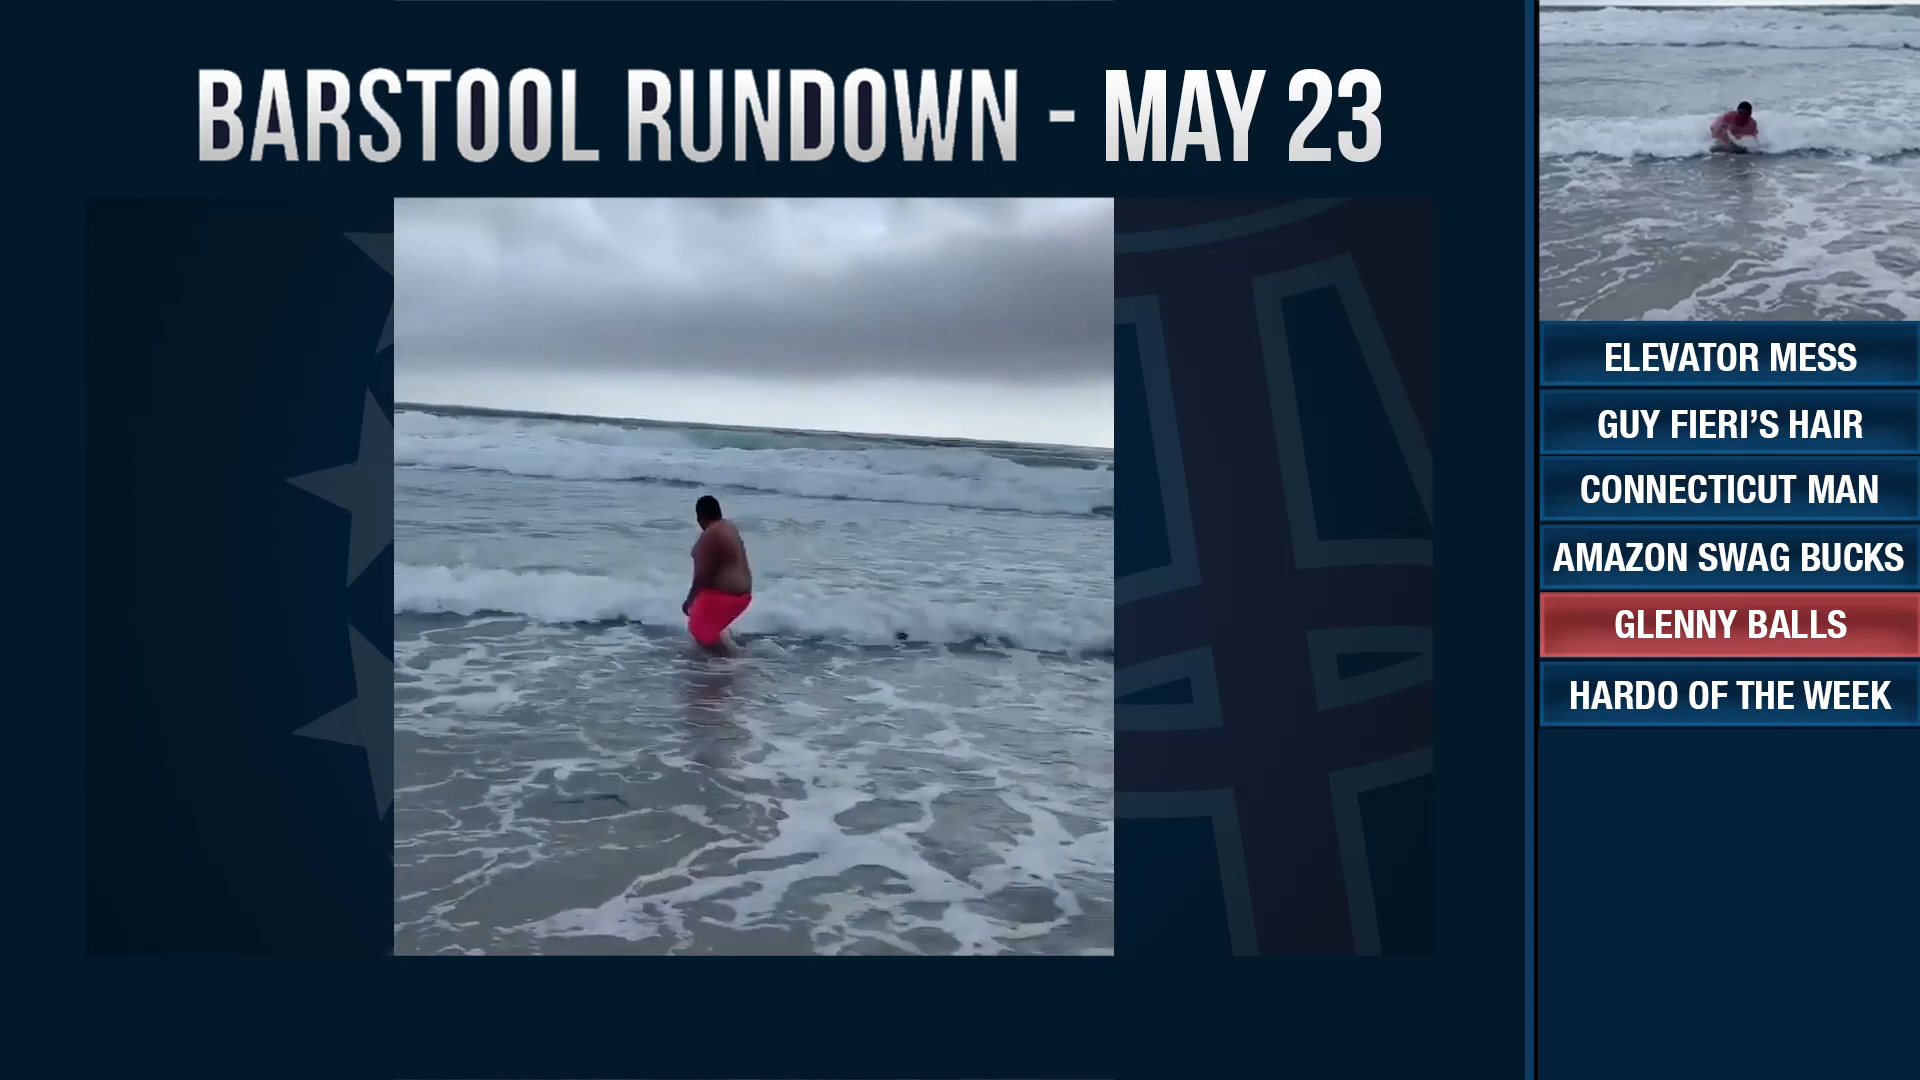 BARSTOOL RUNDOWN - MAY 23
ELEVATOR MESS
GUY FIERI’S HAIR
CONNECTICUT MAN
AMAZON SWAG BUCKS
GLENNY BALLS
HARDO OF THE WEEK